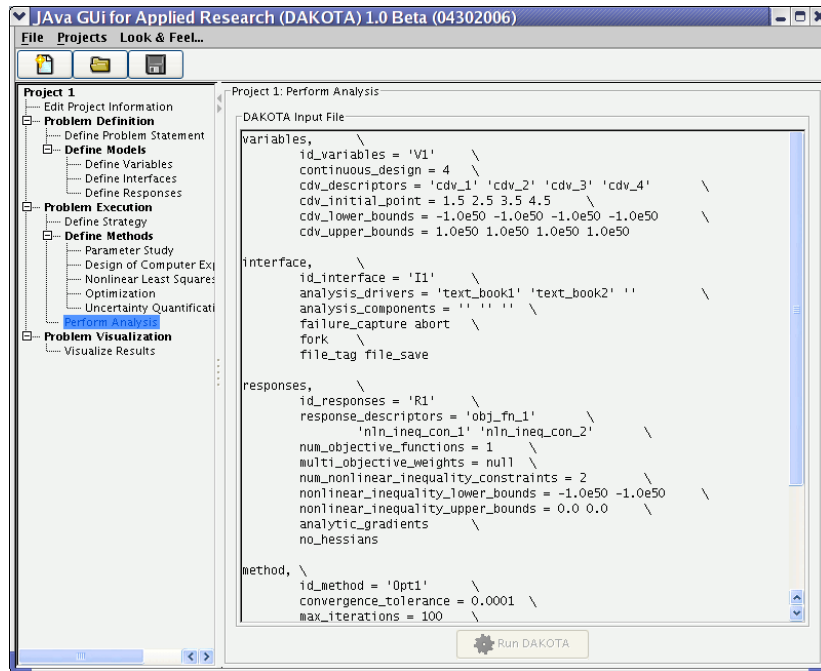 JAva GUi for Applied Research (DAKOTA) 1.0 Beta (04302006)
File Projects Look & Feel...
Project 1
Edit Project Information
Problem Definition
Define Problem Statement
Define Models
Define Variables
Define Interfaces
Define Responses
Problem Execution
Define Strategy
Define Methods
Parameter Study
Design of Computer Exp
Nonlinear Least Squares
Optimization
Uncertainty Quantificati
Perform Analysis
Problem Visualization
Visualize Results
Project 1: Perform Analysis
DAKOTA Input File
variables, \
id_variables = 'V1' \
continuous_design = 4 \
cdv_descriptors = 'cdv_1' 'cdv_2' 'cdv_3' 'cdv_4' \
cdv_initial_point = 1.5 2.5 3.5 4.5 \
cdv_lower_bounds = -1.0e50 -1.0e50 -1.0e50 -1.0e50 \
cdv_upper_bounds = 1.0e50 1.0e50 1.0e50 1.0e50
interface, \
id_interface = 'I1' \
analysis_drivers = 'text_book1' 'text_book2' '' \
analysis_components = '' '' '' \
failure_capture abort \
fork \
file_tag file_save
responses, \
id_responses = 'R1' \
response_descriptors = 'obj_fn_1' \
'nln_ineq_con_1' 'nln_ineq_con_2' \
num_objective_functions = 1 \
multi_objective_weights = null \
num_nonlinear_inequality_constraints = 2 \
nonlinear_inequality_lower_bounds = -1.0e50 -1.0e50 \
nonlinear_inequality_upper_bounds = 0.0 0.0 \
analytic_gradients \
no_hessians
method, \
id_method = 'Opt1' \
convergence_tolerance = 0.0001 \
max_iterations = 100 \
Run DAKOTA